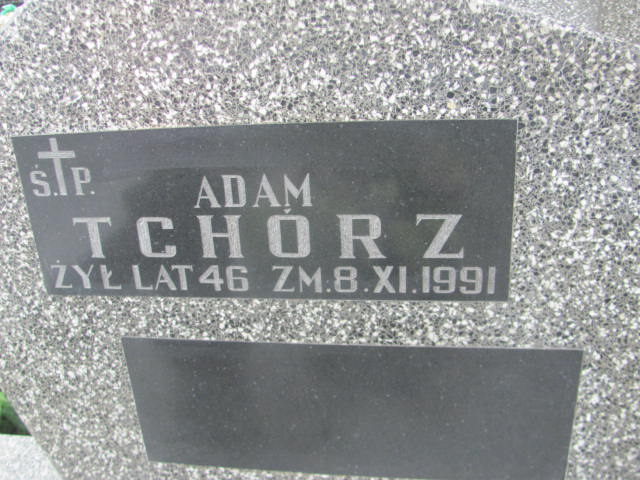 Ś.P.
ADAM
TCHÓRZ
ŻYŁ LAT 46 ZM. 8.XI.1991